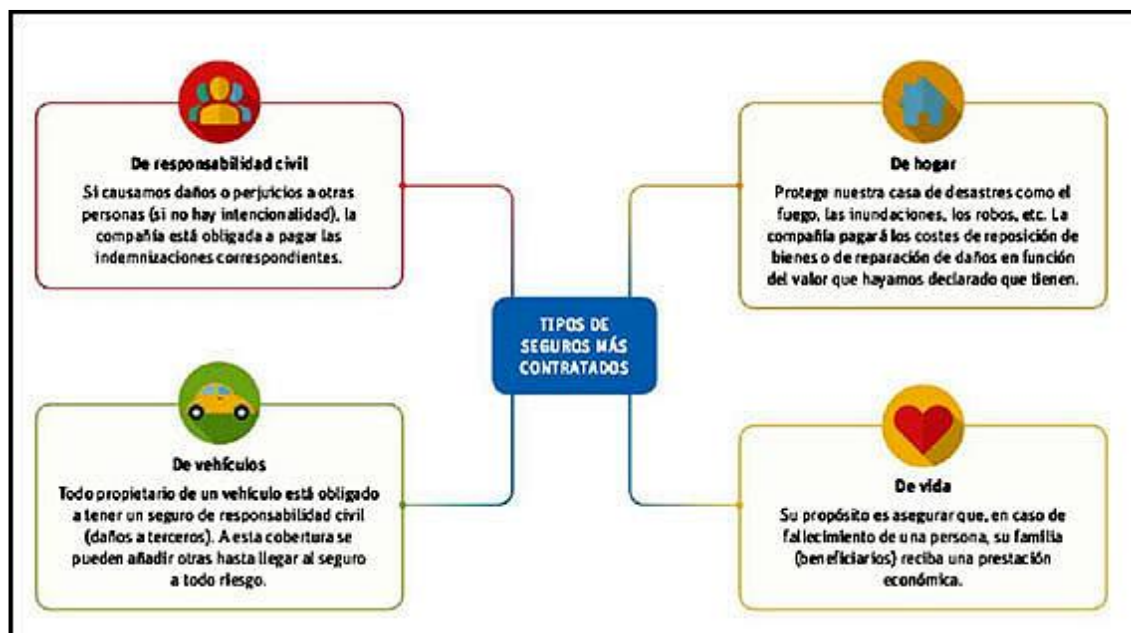 De responsabilidad civil
Si causamos daños o perjuicios a otras
personas (si no hay intencionalidad), la
compañía está obligada a pagar las
indemnizaciones correspondientes.
De hogar
Protege nuestra casa de desastres como el
fuego, las inundaciones, los robos, etc. La
compañía pagará los costes de reposición de
bienes o de reparación de daños en función
del valor que hayamos declarado que tienen.
TIPOS DE
SEGUROS MÁS
CONTRATADOS
De vehículos
Todo propietario de un vehículo está obligado
a tener un seguro de responsabilidad civil
(daños a terceros). A esta cobertura se
pueden añadir otras hasta llegar al seguro
a todo riesgo.
De vida
Su propósito es asegurar que, en caso de
fallecimiento de una persona, su familia
(beneficiarios) reciba una prestación
económica.